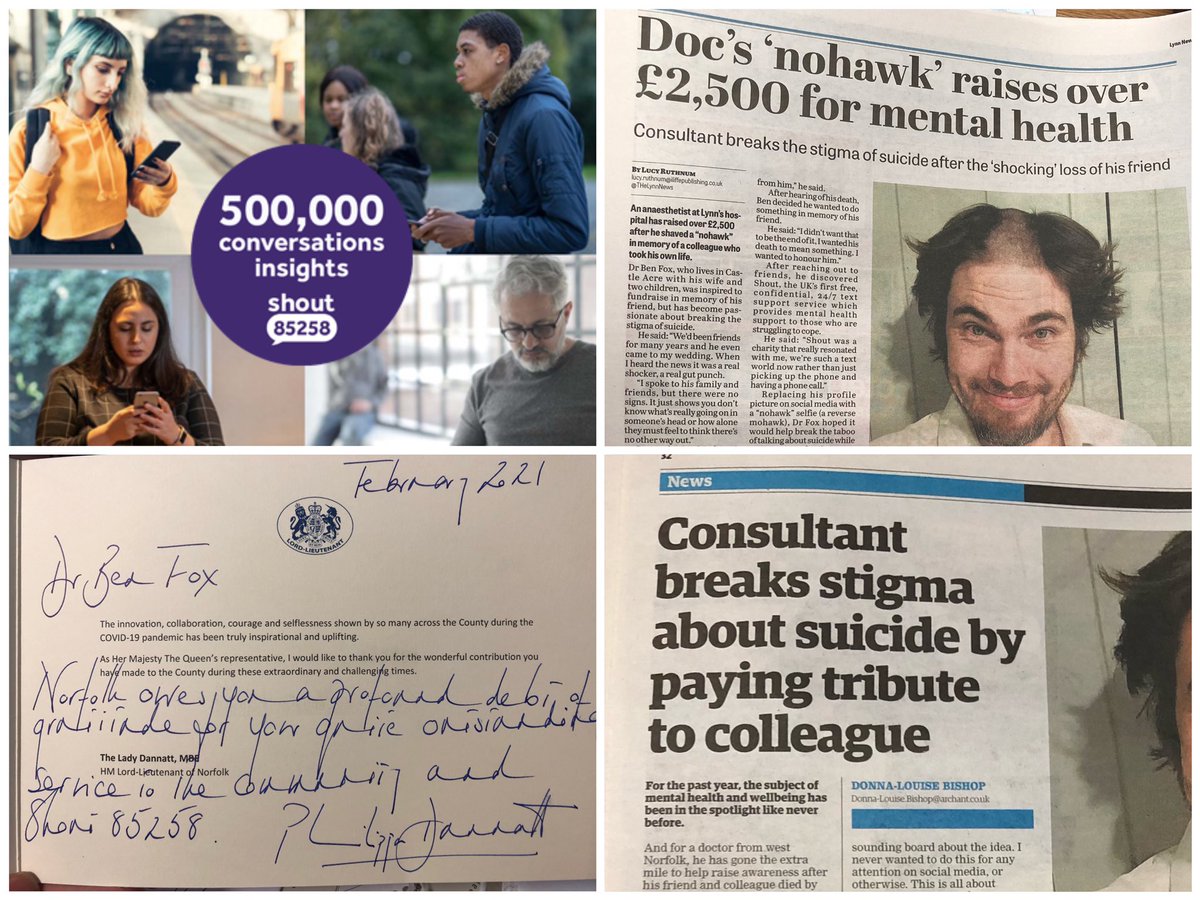 500,000
conversations
insights
shout
85258
Lynn New
Doc's 'nohawk' raises over
£2,500 for mental health
Consultant breaks the stigma of suicide after the 'shocking' loss of his friend
BY LUCY RUTHNUM
lucy.ruthnum@iliffepublishing.co.uk
@THeLynnNews
An anaesthetist at Lynn's hos-
pital has raised over £2,500
after he shaved a "nohawk"
in memory of a colleague who
took his own life.
Dr Ben Fox, who lives in Cas-
tle Acre with his wife and
two children, was inspired to
fundraise in memory of his
friend, but has become pas-
sionate about breaking the
stigma of suicide.
He said: "We'd been friends
for many years and he even
came to my wedding. When
I heard the news it was a real
shocker, a real gut punch.
"I spoke to his family and
friends, but there were no
signs. It just shows you don't
know what's really going on in
someone's head or how alone
they must feel to think there's
no other way out."
from him," he said.
After hearing of his death,
Ben decided he wanted to do
something in memory of his
friend.
He said: "I didn't want that
to be the end of it, I wanted his
death to mean something. I
wanted to honour him."
After reaching out to
friends, he discovered
Shout, the UK's first free,
confidential, 24/7 text
support service which
provides mental health
support to those who are
struggling to cope.
He said: "Shout was a
charity that really resonated
with me, we're such a text
world now rather than just
picking up the phone and
having a phone call."
Replacing his profile
picture on social media with
a "nohawk" selfie (a reverse
mohawk), Dr Fox hoped it
would help break the taboo
of talking about suicide while
February 2021
LORD-LIEUTENANT
Dr Ben Fox
The innovation, collaboration, courage and selflessness shown by so many across the County during the
COVID-19 pandemic has been truly inspirational and uplifting.
As Her Majesty The Queen's representative, I would like to thank you for the wonderful contribution you
have made to the County during these extraordinary and challenging times.
Norfolk owes you a profound debt of
gratitude for your quite outstanding
The Lady Dannatt, MBE
HM Lord-Lieutenant of Norfolk
service to the community and
Shout 85258.
Philippa Dannatt
32
News
Consultant
breaks stigma
about suicide by
paying tribute
to colleague
For the past year, the subject of
mental health and wellbeing has
been in the spotlight like never
before.
And for a doctor from west
Norfolk, he has gone the extra
mile to help raise awareness after
his friend and colleague died by
DONNA-LOUISE BISHOP
Donna-Louise.Bishop@archant.co.uk
sounding board about the idea. I
never wanted to do this for any
attention on social media, or
otherwise. This is all about